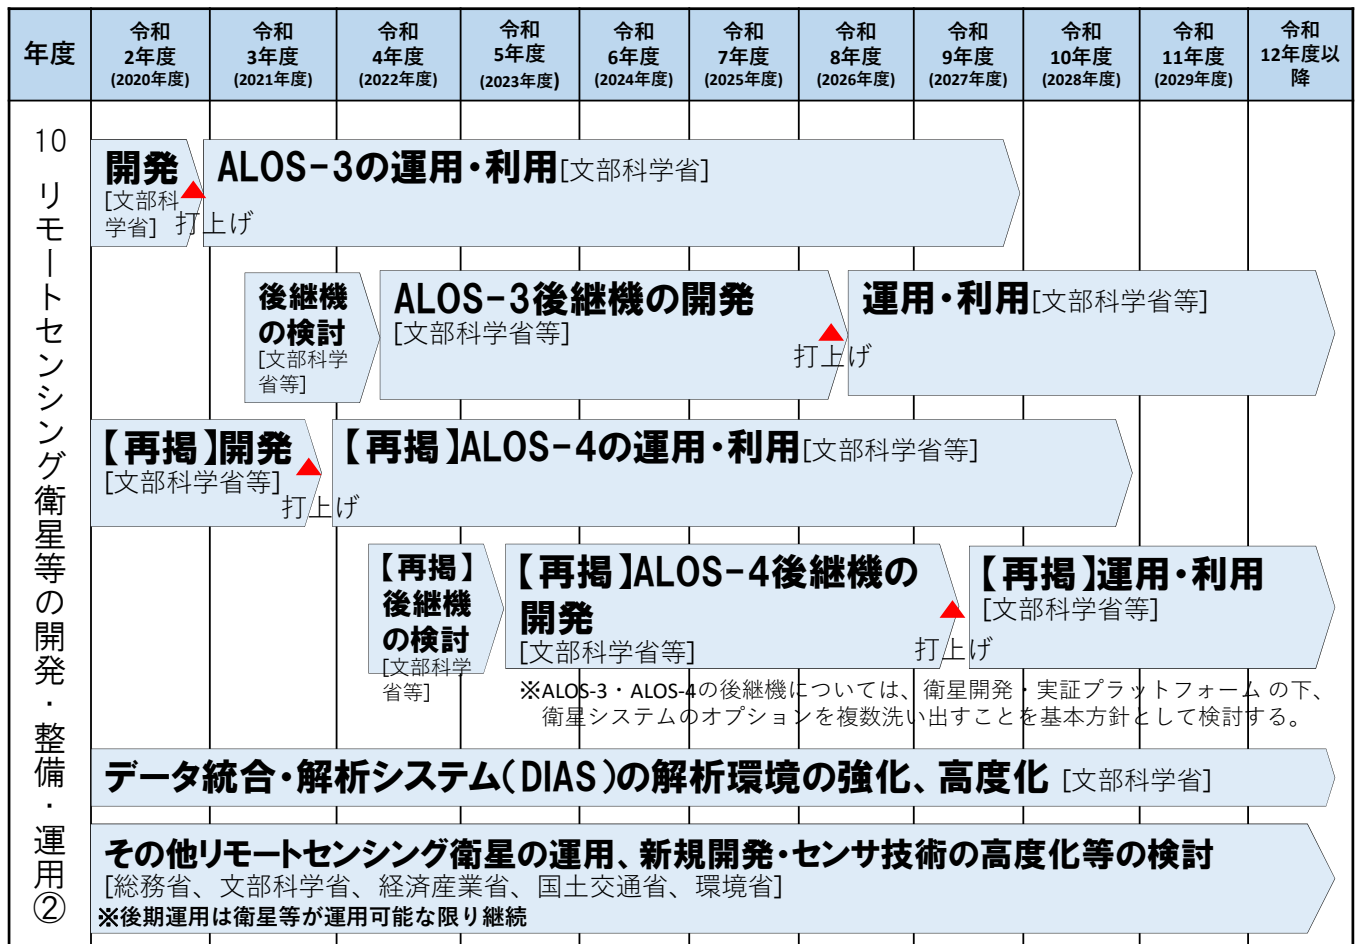 年度
令和
2年度
(2020年度)
令和
3年度
(2021年度)
令和
4年度
(2022年度)
令和
5年度
(2023年度)
令和
6年度
(2024年度)
令和
7年度
(2025年度)
令和
8年度
(2026年度)
令和
9年度
(2027年度)
令和
10年度
(2028年度)
令和
11年度
(2029年度)
令和
12年度以
降
10 リモートセンシング衛星等の開発・整備・運用②
開発
[文部科
学省]
打上げ
ALOS-3の運用・利用[文部科学省]
後継機
の検討
[文部科学
省等]
ALOS-3後継機の開発
[文部科学省等]
打上げ
運用・利用[文部科学省等]
【再掲】開発
[文部科学省等]
打上げ
【再掲】ALOS-4の運用・利用[文部科学省等]
【再掲】
後継機
の検討
[文部科学
省等]
【再掲】ALOS-4後継機の
開発
[文部科学省等]
打上げ
【再掲】運用・利用
[文部科学省等]
※ALOS-3・ALOS-4の後継機については、衛星開発・実証プラットフォーム の下、
衛星システムのオプションを複数洗い出すことを基本方針として検討する。
データ統合・解析システム(DIAS)の解析環境の強化、高度化 [文部科学省]
その他リモートセンシング衛星の運用、新規開発・センサ技術の高度化等の検討
[総務省、文部科学省、経済産業省、国土交通省、環境省]
※後期運用は衛星等が運用可能な限り継続